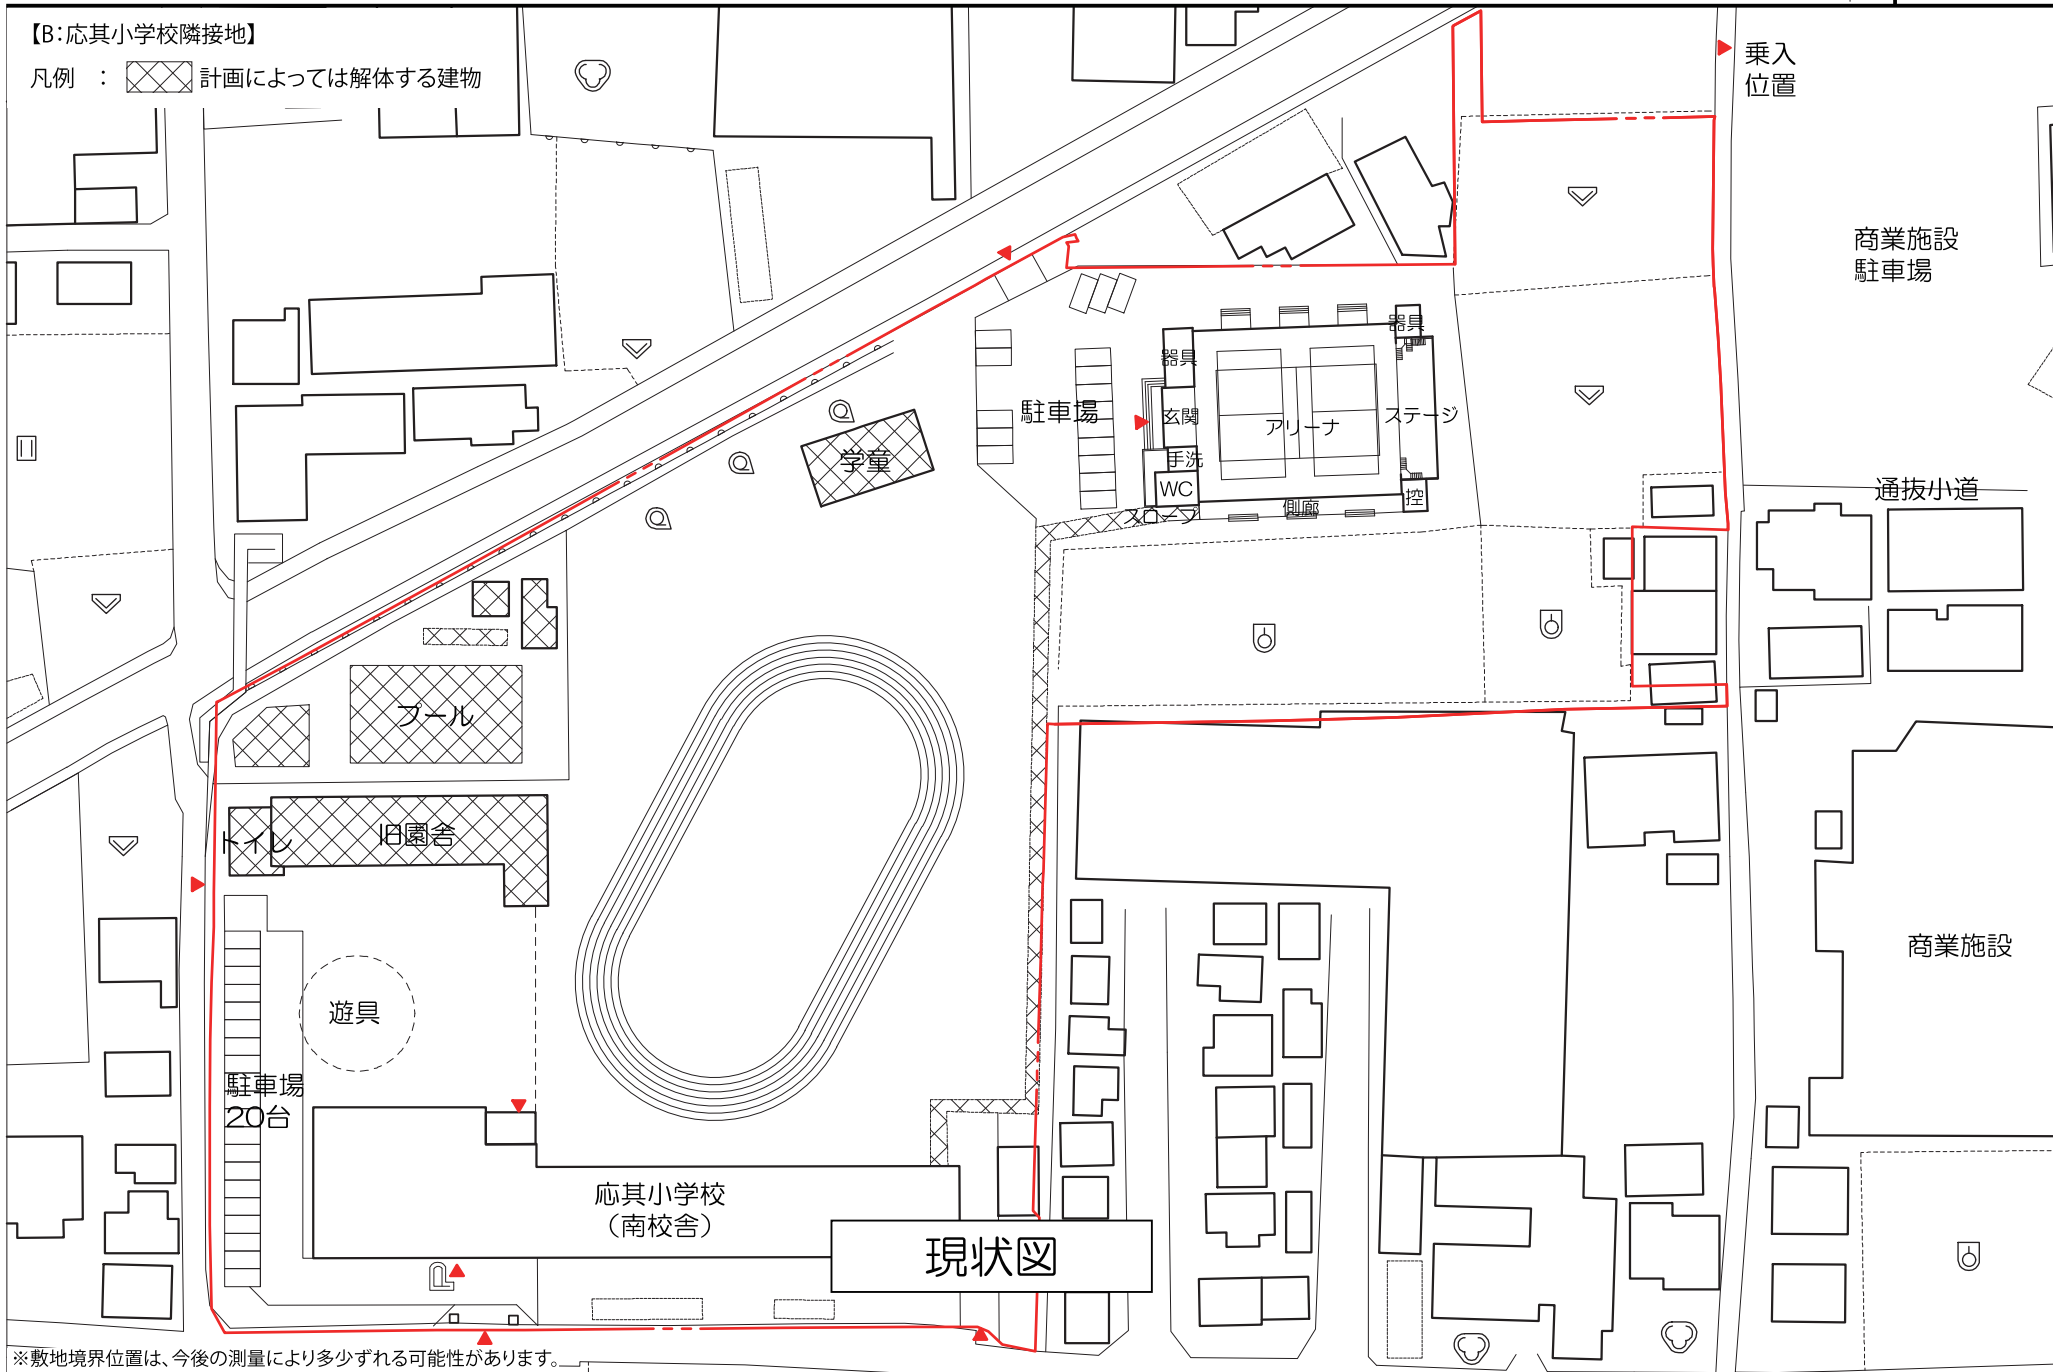 【B:応其小学校隣接地】
凡例 : 計画によっては解体する建物
乗入
位置
商業施設
駐車場
器具
器具
駐車場
玄関
アリーナ
ステージ
手洗
WC
控
スロープ
側廊
学童
通抜小道
プール
トイレ
旧園舎
商業施設
遊具
駐車場
20台
応其小学校
(南校舎)
現状図
※敷地境界位置は、今後の測量により多少ずれる可能性があります。